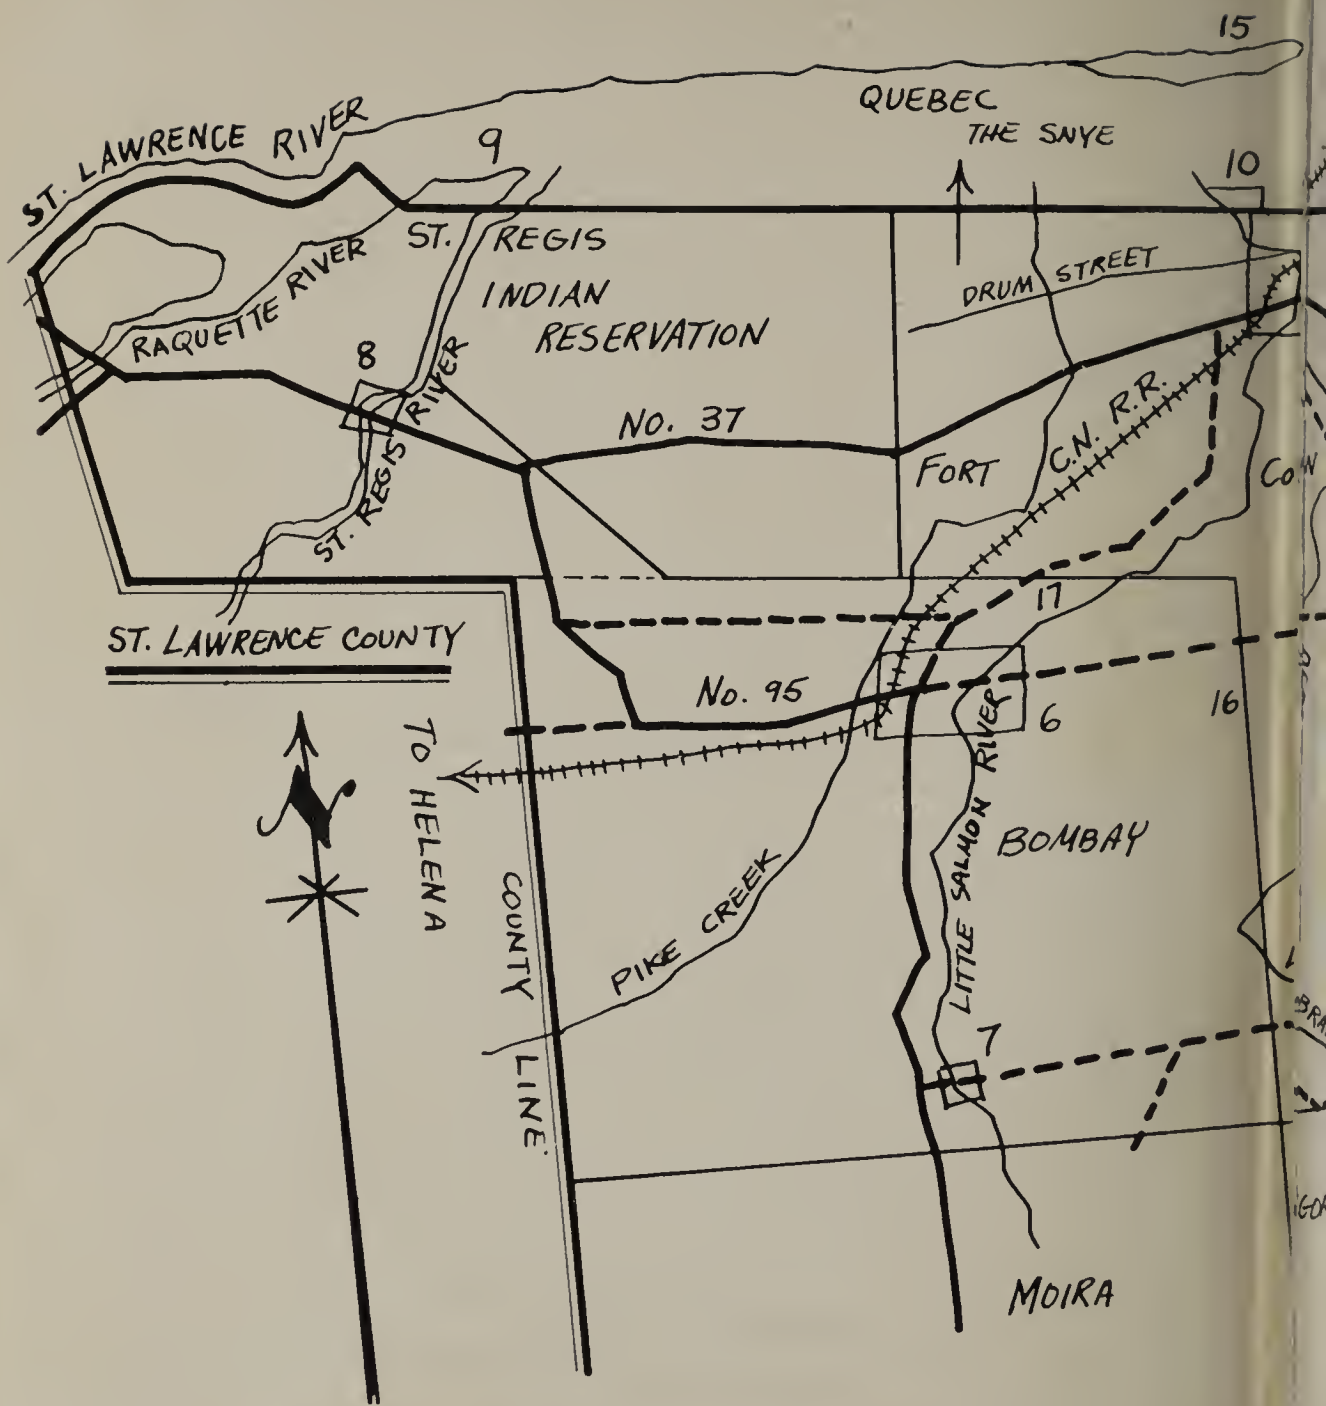 15
QUEBEC
THE SNYE
ST. LAWRENCE RIVER
9
10
ST. REGIS
INDIAN
RESERVATION
RAQUETTE RIVER
DRUM STREET
8
ST. REGIS RIVER
No. 37
C.N. R.R.
FORT COV
17
ST. LAWRENCE COUNTY
No. 95
6
16
TO HELENA
LITTLE SALMON RIVER
BOMBAY
PIKE CREEK
COUNTY LINE
7
BRA
MOIRA